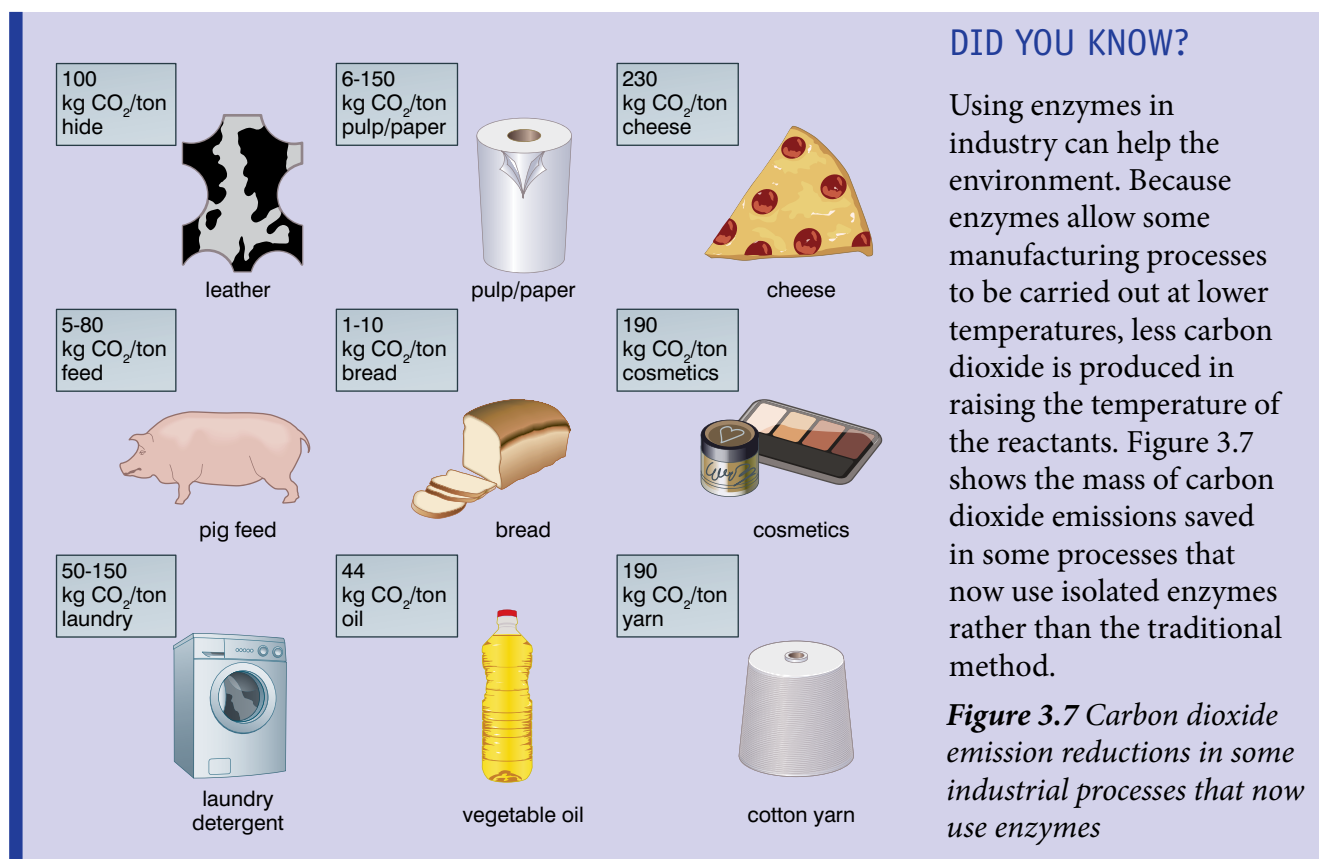 100
kg CO₂/ton
hide
leather
6-150
kg CO₂/ton
pulp/paper
pulp/paper
230
kg CO₂/ton
cheese
cheese
5-80
kg CO₂/ton
feed
pig feed
1-10
kg CO₂/ton
bread
bread
190
kg CO₂/ton
cosmetics
cosmetics
50-150
kg CO₂/ton
laundry
laundry
detergent
44
kg CO₂/ton
oil
vegetable oil
190
kg CO₂/ton
yarn
cotton yarn
DID YOU KNOW?
Using enzymes in
industry can help the
environment. Because
enzymes allow some
manufacturing processes
to be carried out at lower
temperatures, less carbon
dioxide is produced in
raising the temperature of
the reactants. Figure 3.7
shows the mass of carbon
dioxide emissions saved
in some processes that
now use isolated enzymes
rather than the traditional
method.
Figure 3.7 Carbon dioxide
emission reductions in some
industrial processes that now
use enzymes